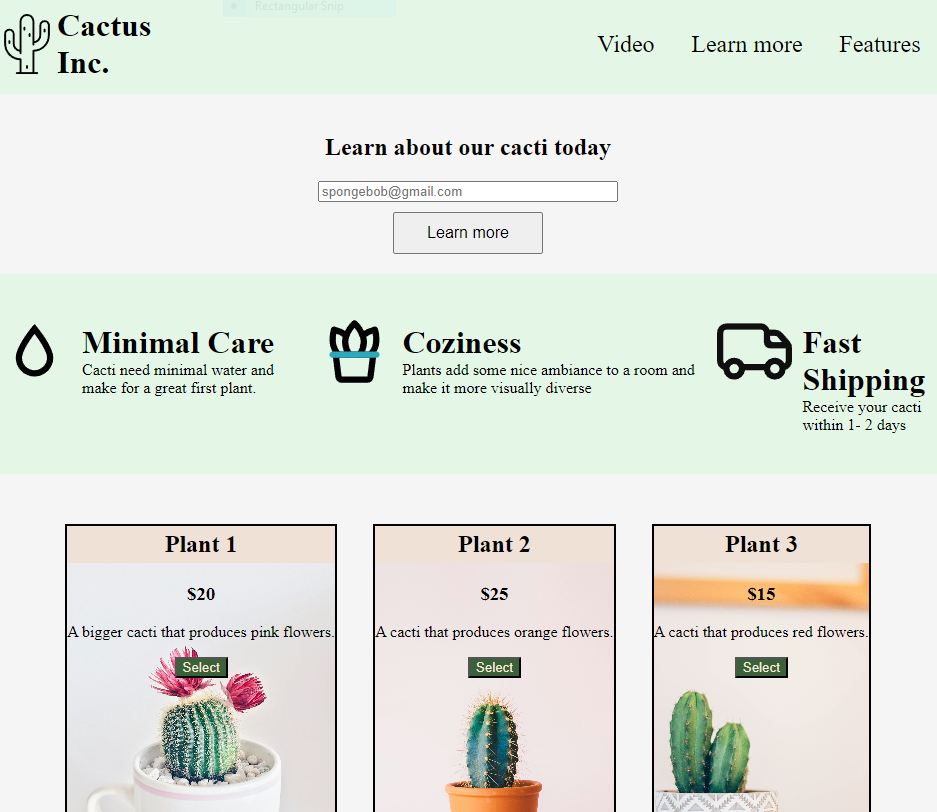 Rectangular Snip
Cactus
Inc.
Video Learn more Features
Learn about our cacti today
spongebob@gmail.com
Learn more
Minimal Care
Cacti need minimal water and
make for a great first plant.
Coziness
Plants add some nice ambiance to a room and
make it more visually diverse
Fast
Shipping
Receive your cacti
within 1- 2 days
Plant 1
$20
A bigger cacti that produces pink flowers.
Select
Plant 2
$25
A cacti that produces orange flowers.
Select
Plant 3
$15
A cacti that produces red flowers.
Select